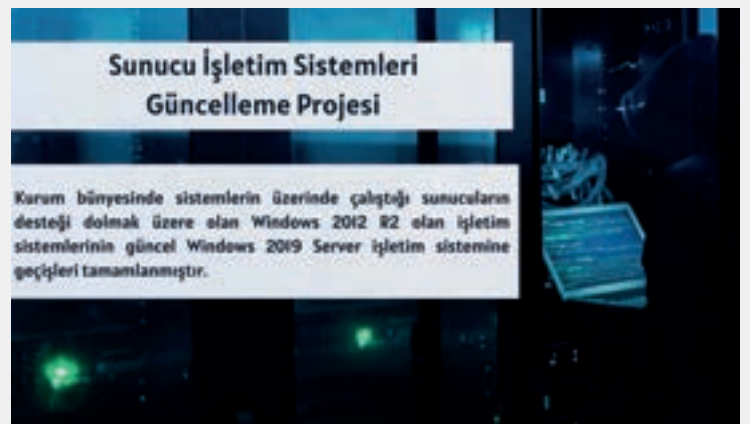 Sunucu İşletim Sistemleri
Güncelleme Projesi
Kurum bünyesinde sistemlerin üzerinde çalıştığı sunucuların
desteği dolmak üzere olan Windows 2012 R2 olan işletim
sistemlerinin güncel Windows 2019 Server işletim sistemine
geçişleri tamamlanmıştır.